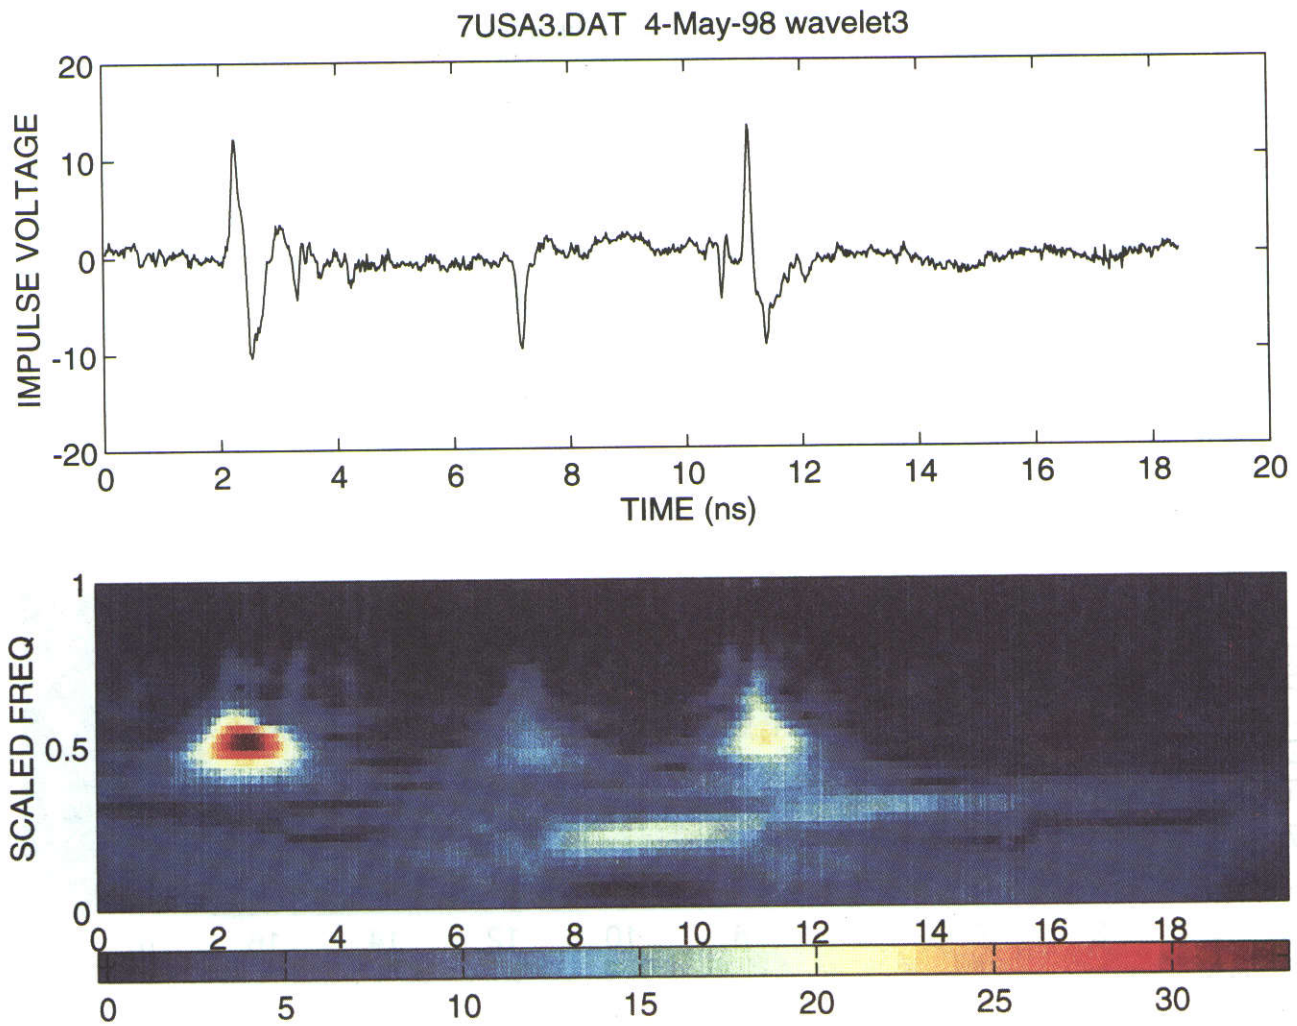 7USA3.DAT 4-May-98 wavelet3
20
10
0
-10
-20
IMPULSE VOLTAGE
0 2 4 6 8 10 12 14 16 18 20
TIME (ns)
1
0.5
0
SCALED FREQ
0 2 4 6 8 10 12 14 16 18
0 5 10 15 20 25 30